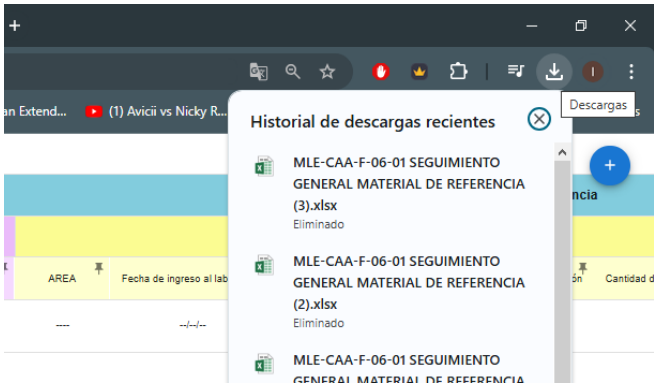 an Extend...
(1) Avicii vs Nicky R...
Descargas
s
Historial de descargas recientes
MLE-CAA-F-06-01 SEGUIMIENTO
GENERAL MATERIAL DE REFERENCIA
(3).xlsx
Eliminado
MLE-CAA-F-06-01 SEGUIMIENTO
GENERAL MATERIAL DE REFERENCIA
(2).xlsx
Eliminado
MLE-CAA-F-06-01 SEGUIMIENTO
GENERAL MATERIAL DE REFERENCIA
I
+
ncia
AREA
Fecha de ingreso al lab
ón
Cantidad d
----
--/--/--